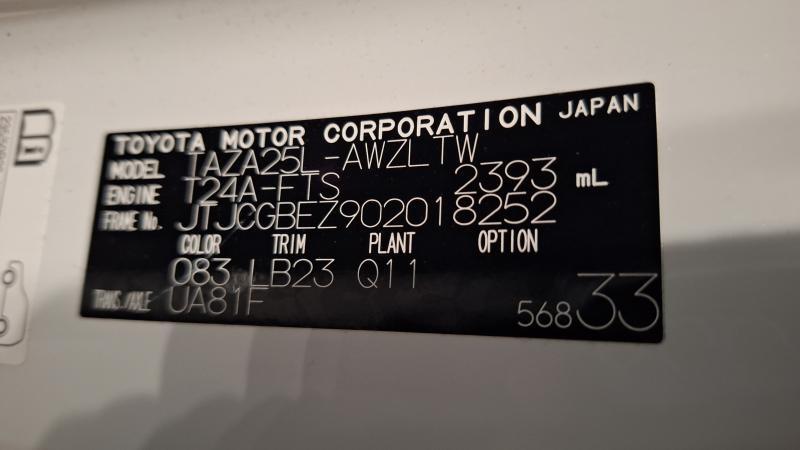 TOYOTA MOTOR CORPORATION JAPAN
MODEL TAZA25L-AWZLTW
ENGINE T24A-FTS 2393 mL
FRAME No. JTJCGBEZ902018252
COLOR TRIM PLANT OPTION
083 LB23 Q11
TRANS./AXLE UA81F
56833